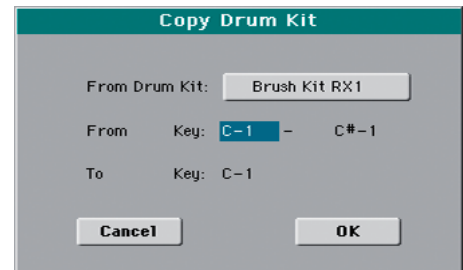 Copy Drum Kit
From Drum Kit: Brush Kit RX1
From Key: C-1 - C#-1
To Key: C-1
Cancel OK